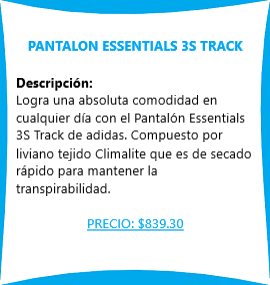 PANTALON ESSENTIALS 3S TRACK
Descripción:
Logra una absoluta comodidad en
cualquier día con el Pantalón Essentials
3S Track de adidas. Compuesto por
liviano tejido Climalite que es de secado
rápido para mantener la
transpirabilidad.
PRECIO: $839.30